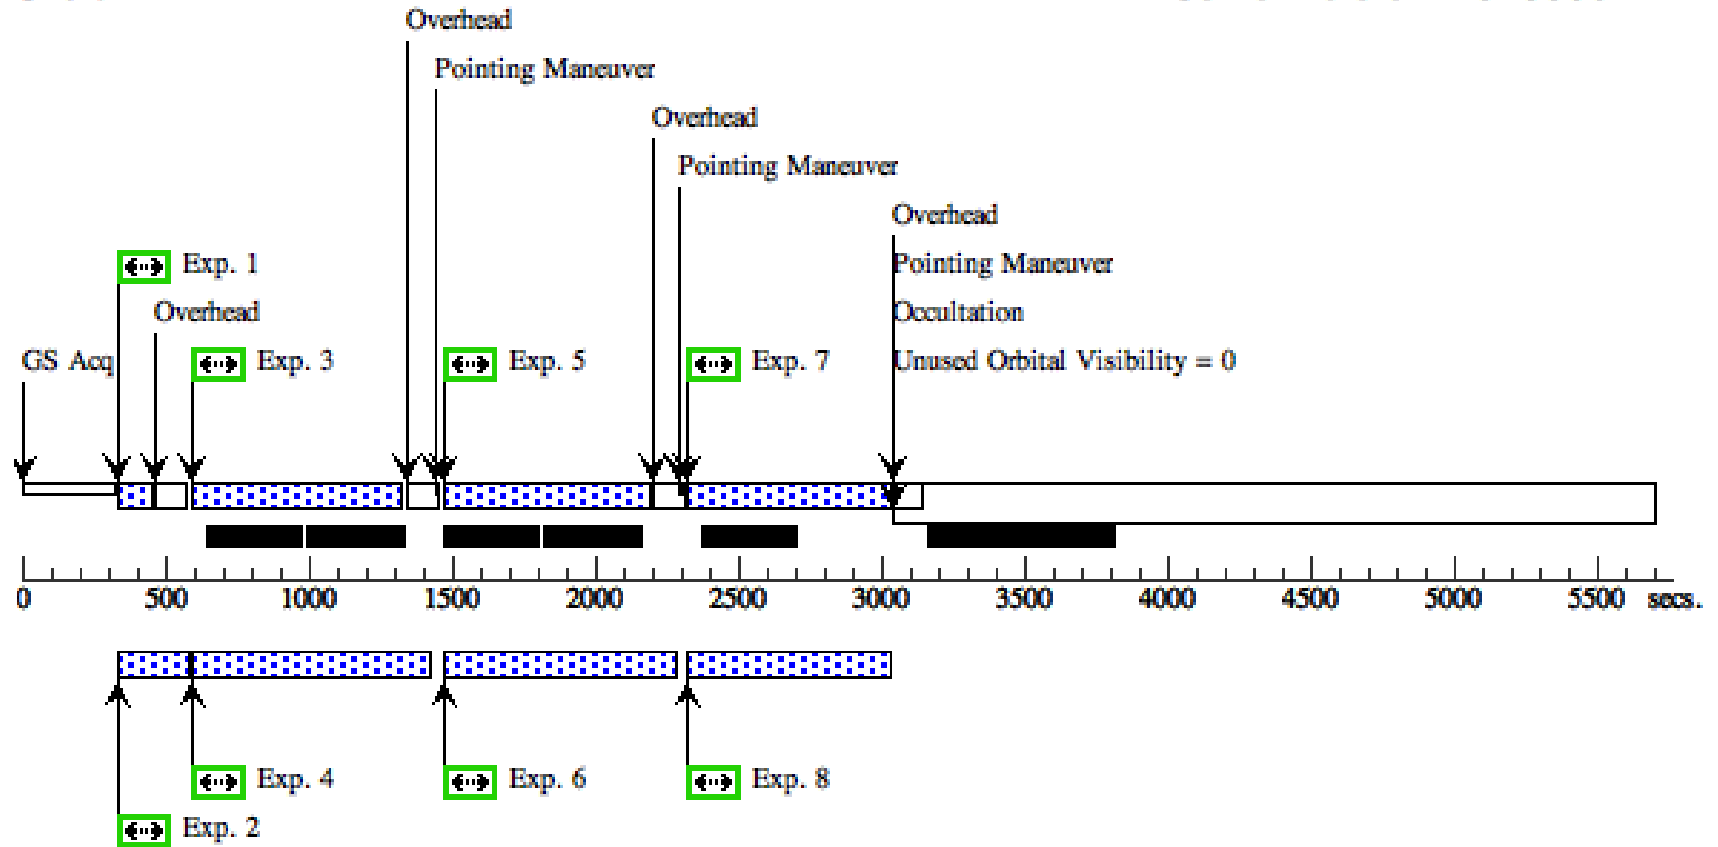 Overhead
Pointing Maneuver
Overhead
Pointing Maneuver
Overhead
Exp. 1
Pointing Maneuver
Overhead
Occultation
GS Acq
Exp. 3
Exp. 5
Exp. 7
Unused Orbital Visibility = 0
0 500 1000 1500 2000 2500 3000 3500 4000 4500 5000 5500 secs.
Exp. 4
Exp. 6
Exp. 8
Exp. 2